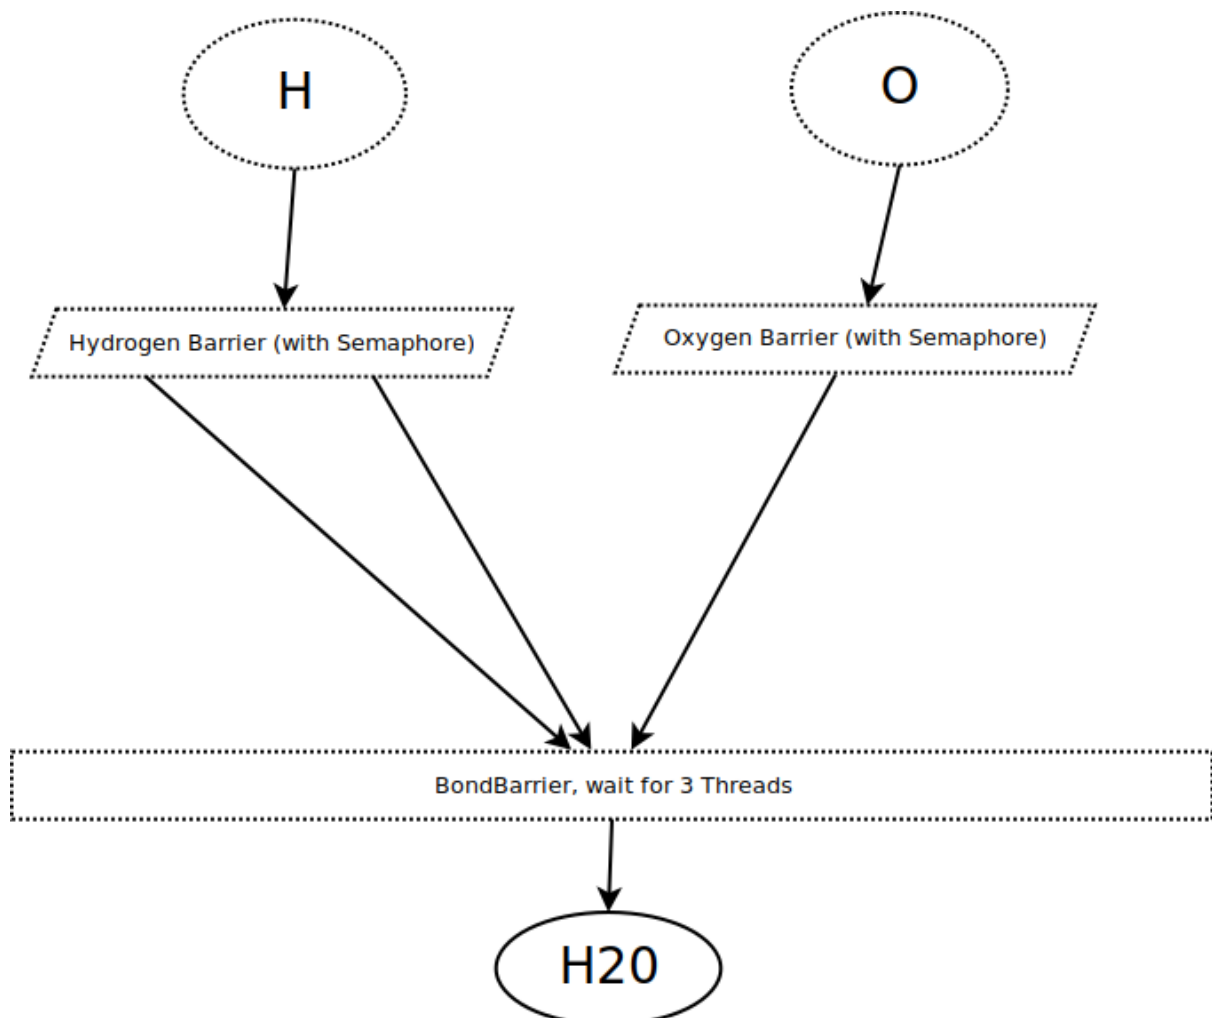 H
O
Hydrogen Barrier (with Semaphore)
Oxygen Barrier (with Semaphore)
BondBarrier, wait for 3 Threads
H20